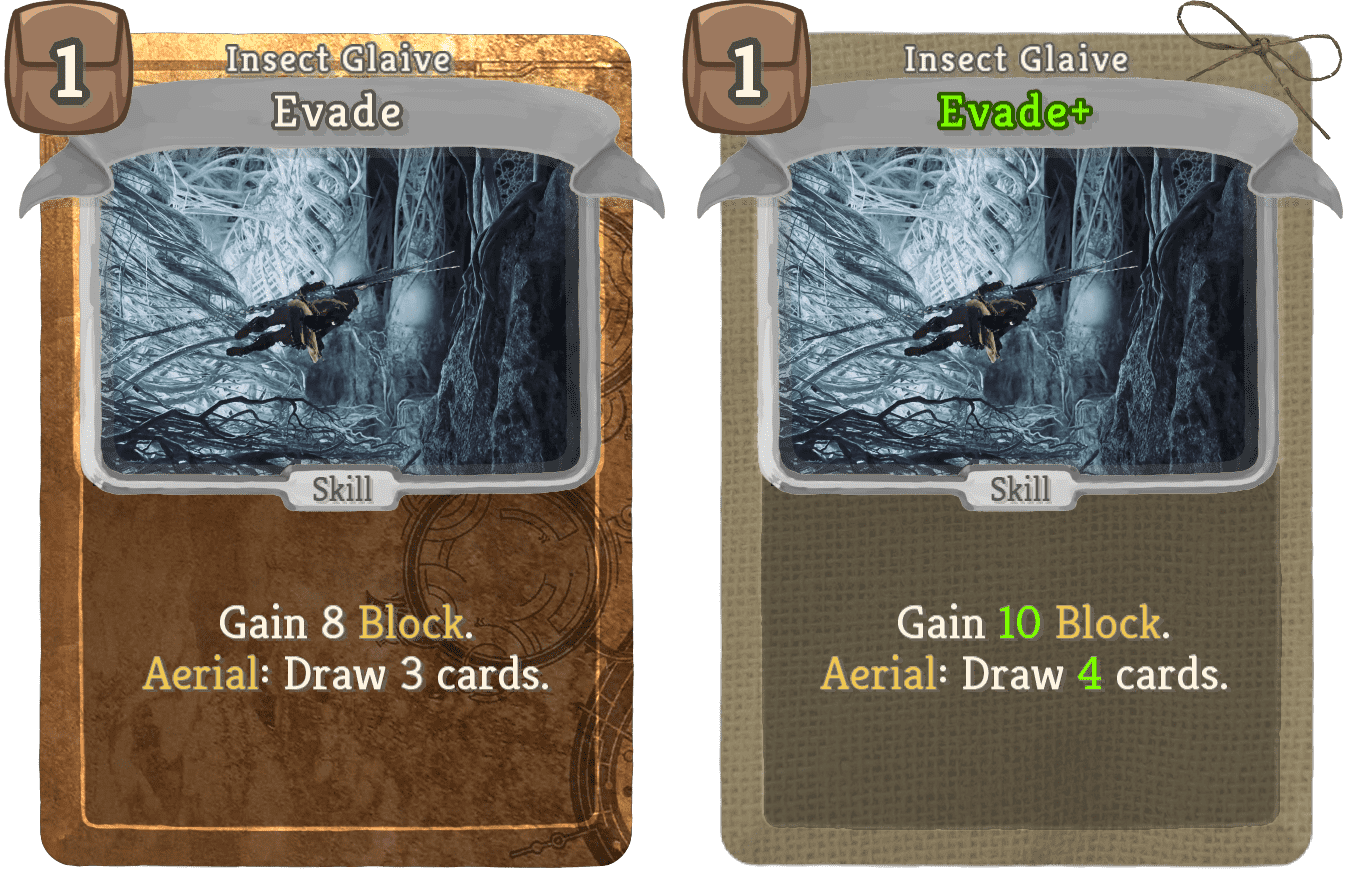 1
Insect Glaive
Evade
Skill
Gain 8 Block.
Aerial: Draw 3 cards.
1
Insect Glaive
Evade+
Skill
Gain 10 Block.
Aerial: Draw 4 cards.